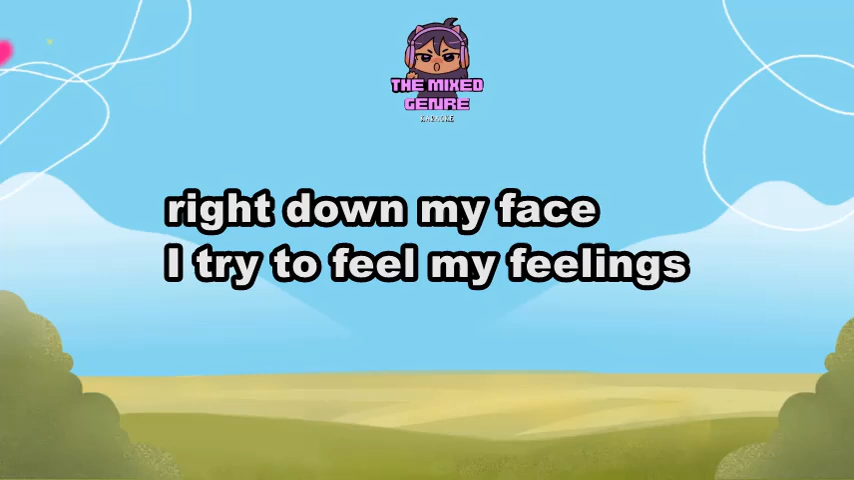 THE MIXED
GENRE
KARAOKE
right down my face
I try to feel my feelings